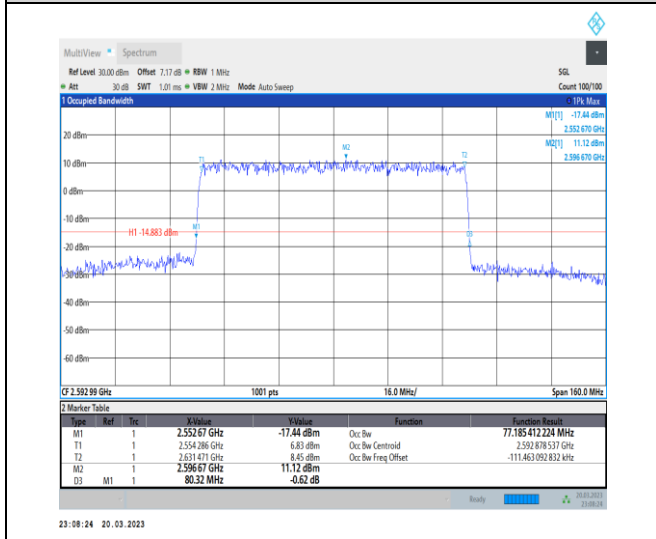 MultiView Spectrum
Ref Level 30.00 dBm Offset 7.17 dB RBW 1 MHz SGL
Att 30 dB SWT 1.01 ms VBW 2 MHz Mode Auto Sweep Count 100/100
1 Occupied Bandwidth 1Pk Max
M1[1] -17.44 dBm
2.552 670 GHz
M2[1] 11.12 dBm
2.596 670 GHz
20 dBm
M2
T1
T2
10 dBm
0 dBm
-10 dBm
H1 -14.883 dBm
M1
D3
-20 dBm
-30 dBm
-40 dBm
-50 dBm
-60 dBm
CF 2.592 99 GHz 1001 pts 16.0 MHz/ Span 160.0 MHz
2 Marker Table
Type Ref Trc X-Value Y-Value Function Function Result
M1 1 2.552 67 GHz -17.44 dBm Occ Bw 77.185 412 224 MHz
T1 1 2.554 286 GHz 6.83 dBm Occ Bw Centroid 2.592 878 537 GHz
T2 1 2.631 471 GHz 8.45 dBm Occ Bw Freq Offset -111.463 092 832 kHz
M2 1 2.596 67 GHz 11.12 dBm
D3 M1 1 80.32 MHz -0.62 dB
Ready 20.03.2023
23:08:24
23:08:24 20.03.2023